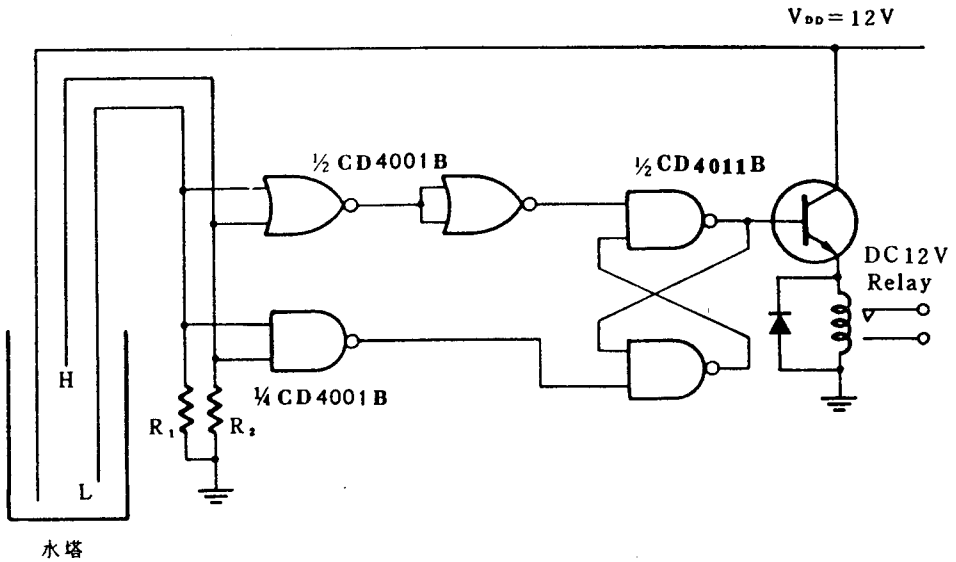 V_DD = 12V
½ CD4001B
½ CD4011B
DC12V
Relay
H
¼ CD4001B
R₁
R₂
L
水塔